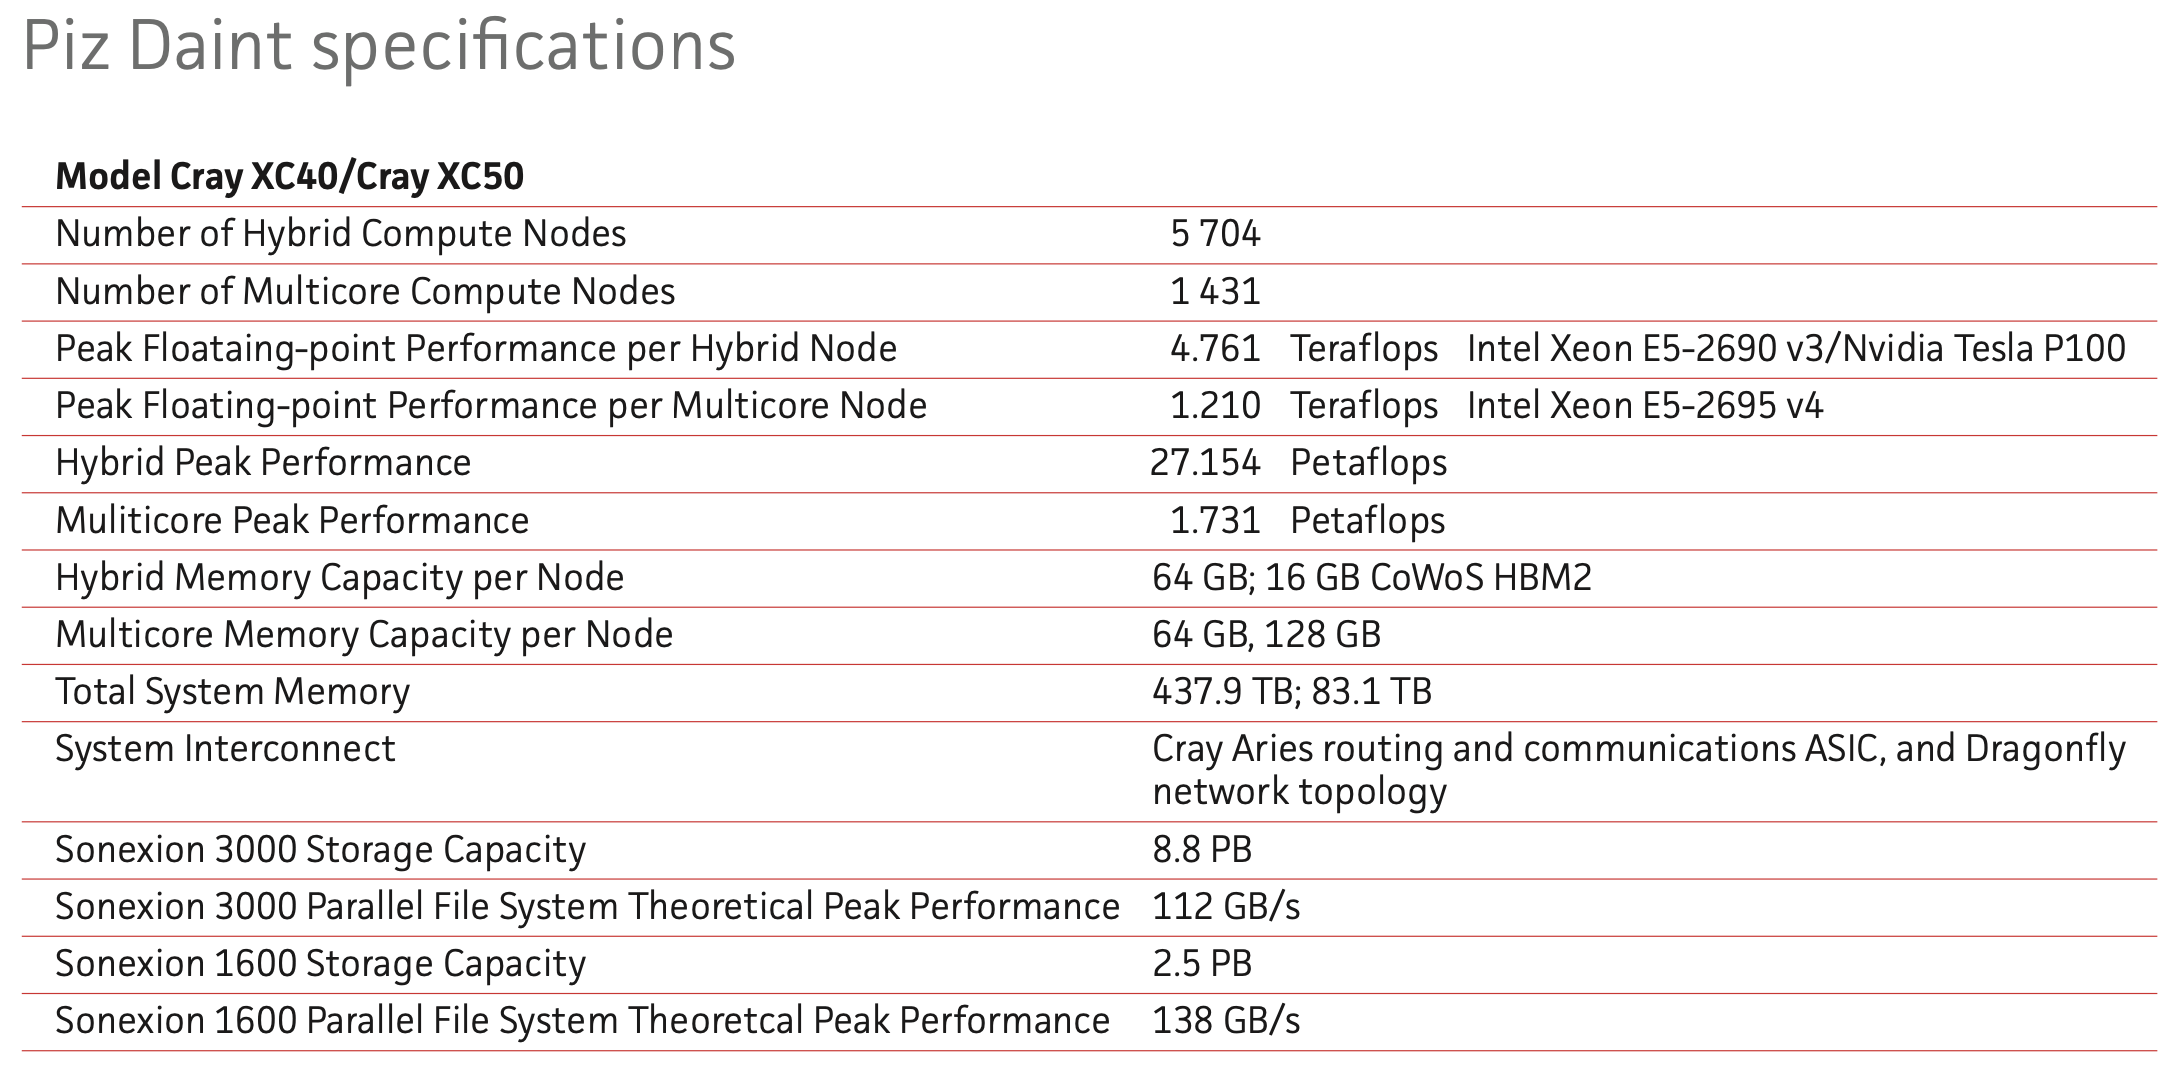 Piz Daint specifications
Model Cray XC40/Cray XC50
Number of Hybrid Compute Nodes 5 704
Number of Multicore Compute Nodes 1 431
Peak Floataing-point Performance per Hybrid Node 4.761 Teraflops Intel Xeon E5-2690 v3/Nvidia Tesla P100
Peak Floating-point Performance per Multicore Node 1.210 Teraflops Intel Xeon E5-2695 v4
Hybrid Peak Performance 27.154 Petaflops
Muliticore Peak Performance 1.731 Petaflops
Hybrid Memory Capacity per Node 64 GB; 16 GB CoWoS HBM2
Multicore Memory Capacity per Node 64 GB, 128 GB
Total System Memory 437.9 TB; 83.1 TB
System Interconnect Cray Aries routing and communications ASIC, and Dragonfly
network topology
Sonexion 3000 Storage Capacity 8.8 PB
Sonexion 3000 Parallel File System Theoretical Peak Performance 112 GB/s
Sonexion 1600 Storage Capacity 2.5 PB
Sonexion 1600 Parallel File System Theoretcal Peak Performance 138 GB/s